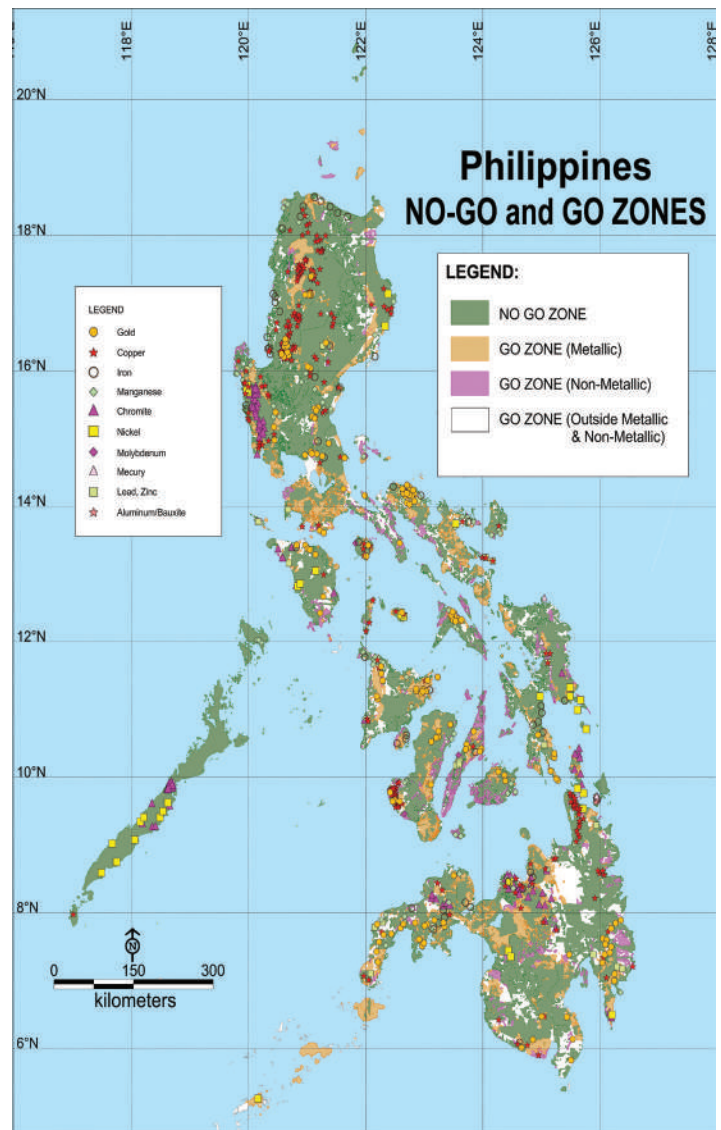 118°E
120°E
122°E
124°E
126°E
128°E
20°N
Philippines
NO-GO and GO ZONES
18°N
LEGEND:
NO GO ZONE
GO ZONE (Metallic)
GO ZONE (Non-Metallic)
GO ZONE (Outside Metallic
& Non-Metallic)
LEGEND
Gold
Copper
Iron
Manganese
Chromite
Nickel
Molybdenum
Mecury
Lead, Zinc
Aluminum/Bauxite
16°N
14°N
12°N
10°N
8°N
N
0 150 300
kilometers
6°N